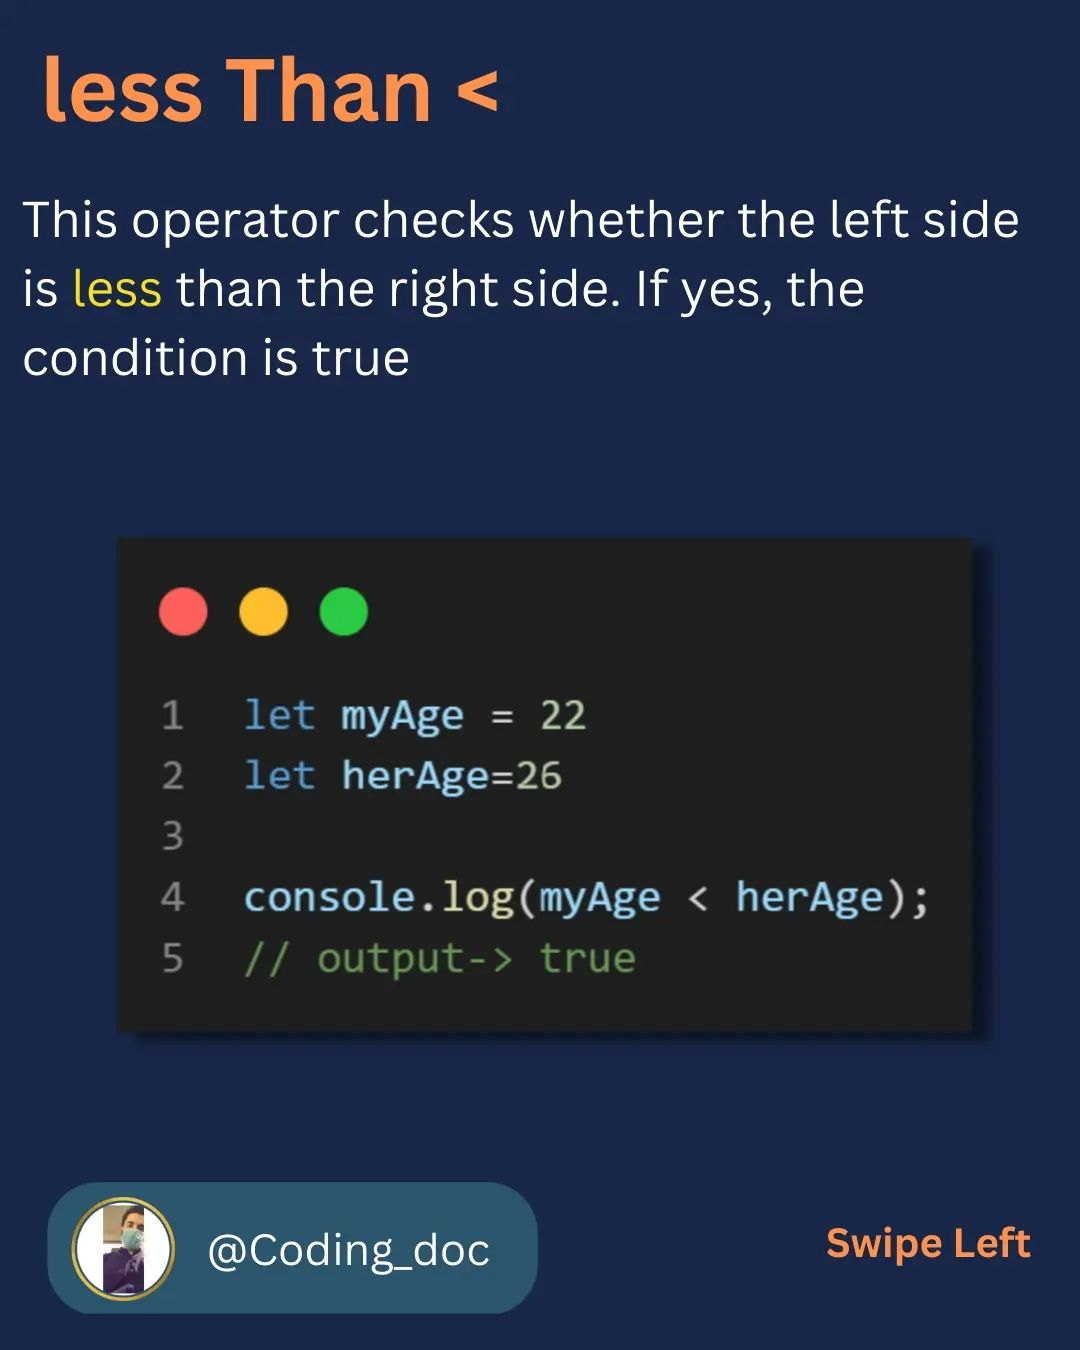 less Than <
This operator checks whether the left side
is less than the right side. If yes, the
condition is true
1 let myAge = 22
2 let herAge=26
3
4 console.log(myAge < herAge);
5 // output-> true
@Coding_doc
Swipe Left